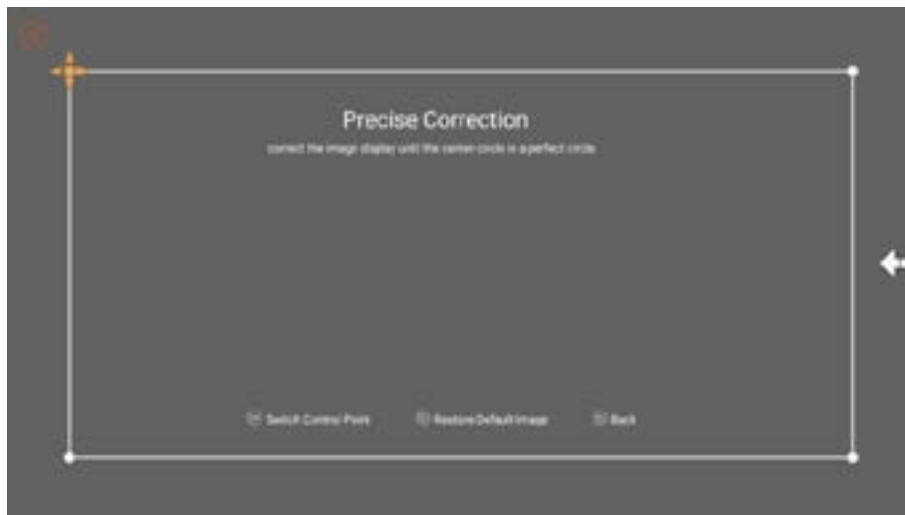 Precise Correction
correct the image display until the center circle is a perfect circle.
Switch Control Point
Restore Default Image
Back